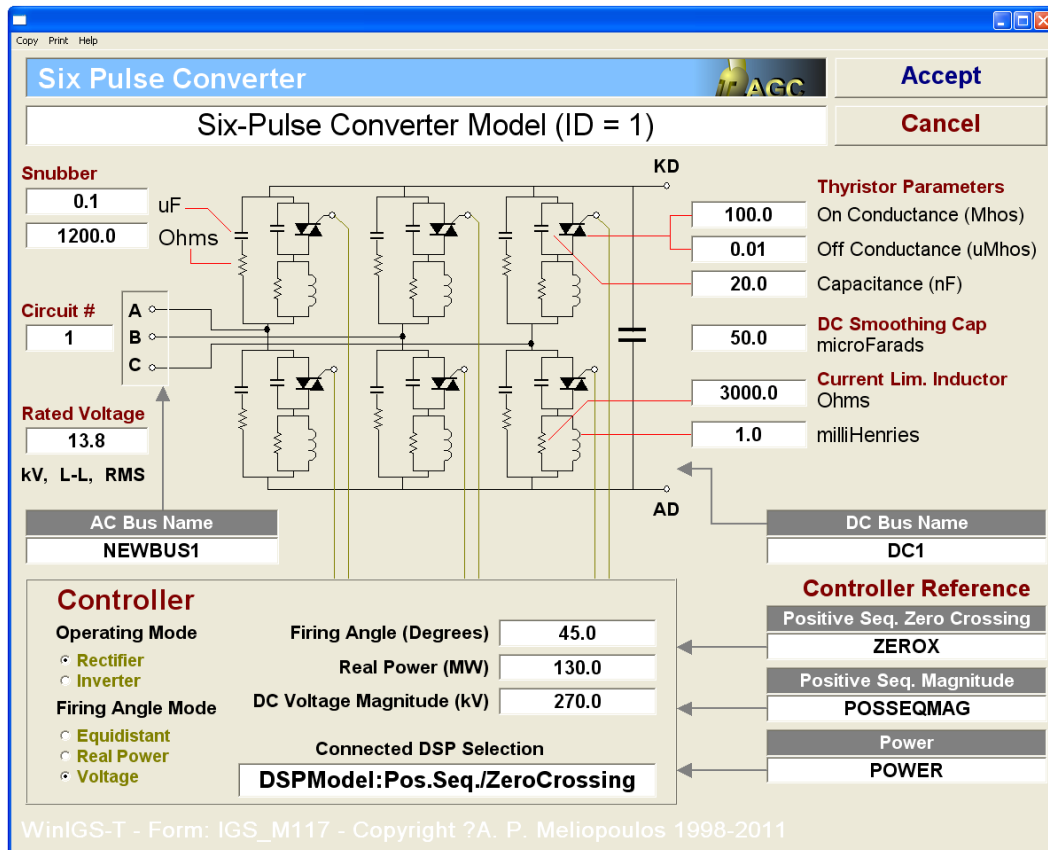 Copy Print Help
Six Pulse Converter
AGC
Accept
Six-Pulse Converter Model (ID = 1)
Cancel
Snubber
0.1 uF
1200.0 Ohms
KD
Thyristor Parameters
100.0 On Conductance (Mhos)
0.01 Off Conductance (uMhos)
20.0 Capacitance (nF)
Circuit #
1
A
B
C
50.0 DC Smoothing Cap
microFarads
Current Lim. Inductor
3000.0 Ohms
1.0 milliHenries
Rated Voltage
13.8
kV, L-L, RMS
AD
AC Bus Name
NEWBUS1
DC Bus Name
DC1
Controller
Operating Mode
Rectifier
Inverter
Firing Angle Mode
Equidistant
Real Power
Voltage
Firing Angle (Degrees) 45.0
Real Power (MW) 130.0
DC Voltage Magnitude (kV) 270.0
Connected DSP Selection
DSPModel:Pos.Seq./ZeroCrossing
Controller Reference
Positive Seq. Zero Crossing
ZEROX
Positive Seq. Magnitude
POSSEQMAG
Power
POWER
WinIGS-T - Form: IGS_M117 - Copyright ?A. P. Meliopoulos 1998-2011